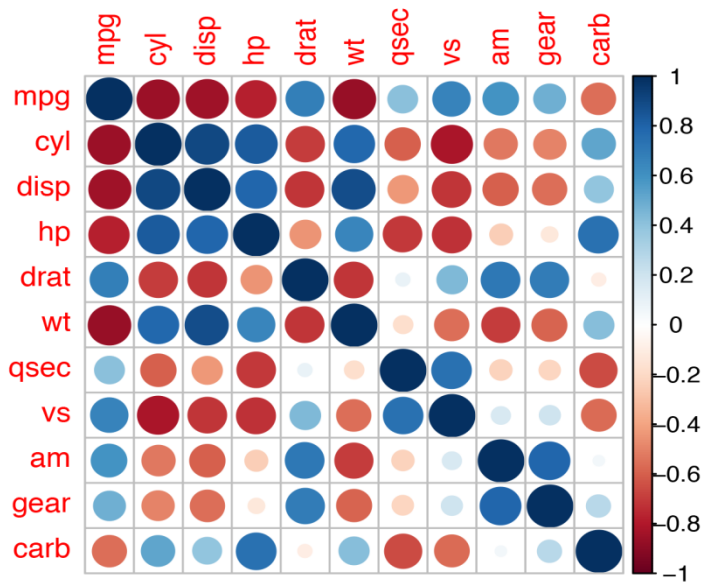 mpg cyl disp hp drat wt qsec vs am gear carb
mpg
cyl
disp
hp
drat
wt
qsec
vs
am
gear
carb
1
0.8
0.6
0.4
0.2
0
−0.2
−0.4
−0.6
−0.8
−1